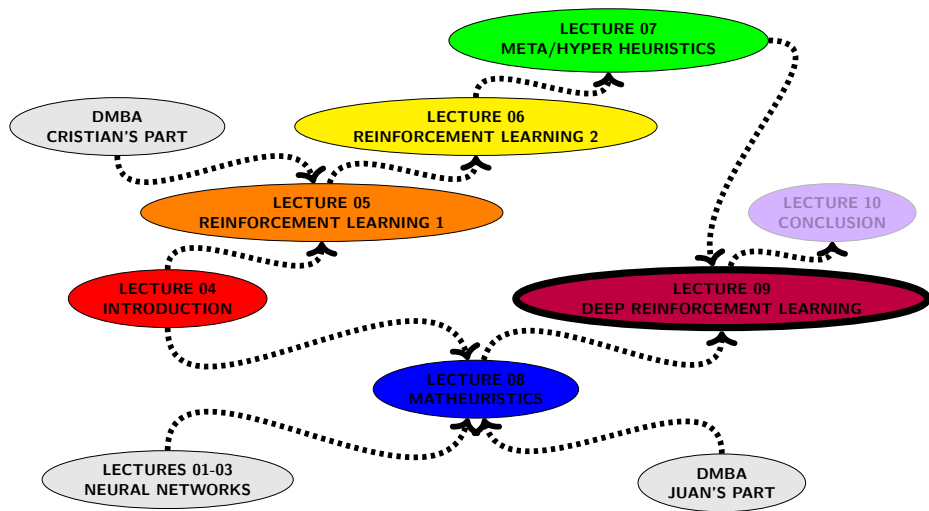 LECTURE 07
META/HYPER HEURISTICS
DMBA
CRISTIAN'S PART
LECTURE 06
REINFORCEMENT LEARNING 2
LECTURE 05
REINFORCEMENT LEARNING 1
LECTURE 10
CONCLUSION
LECTURE 04
INTRODUCTION
LECTURE 09
DEEP REINFORCEMENT LEARNING
LECTURE 08
MATHEURISTICS
LECTURES 01-03
NEURAL NETWORKS
DMBA
JUAN'S PART